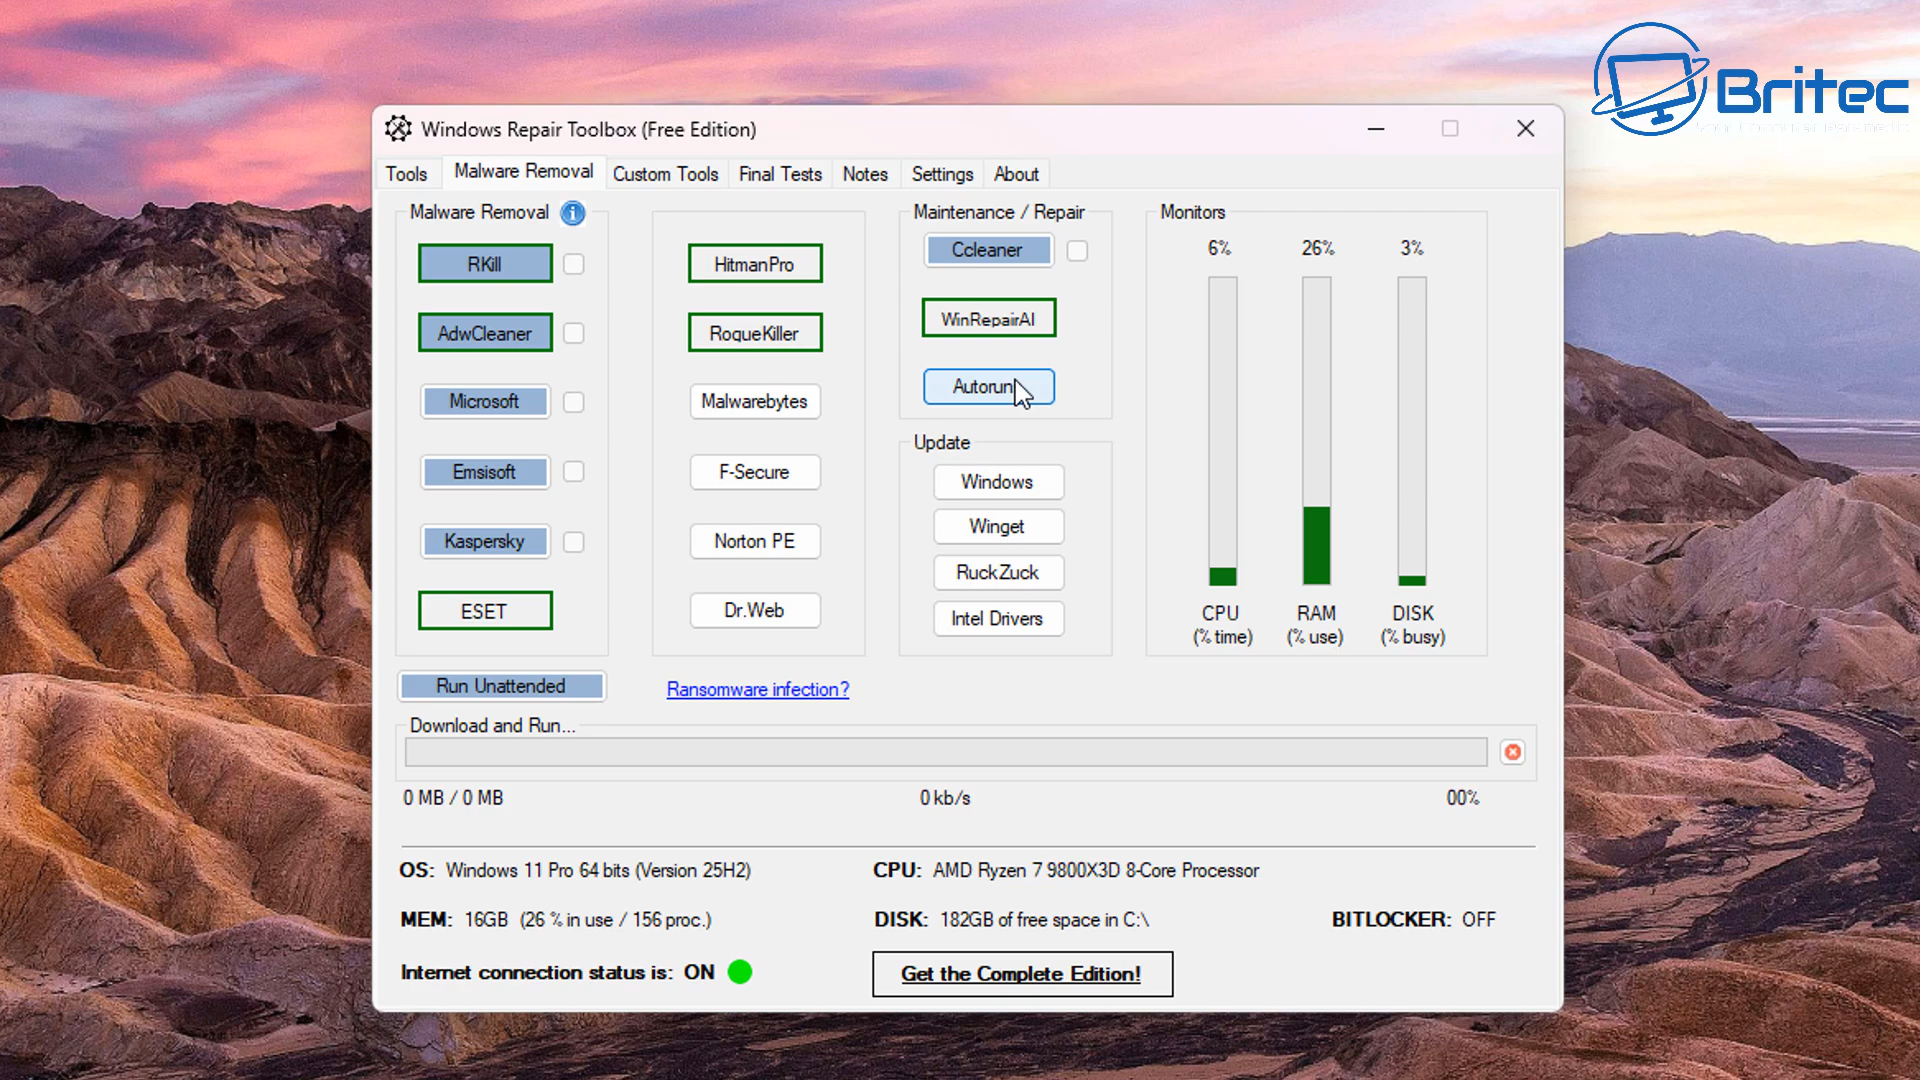 Britec
Windows Repair Toolbox (Free Edition)
Tools
Malware Removal
Custom Tools
Final Tests
Notes
Settings
About
Malware Removal
RKill
AdwCleaner
Microsoft
Emsisoft
Kaspersky
ESET
Run Unattended
HitmanPro
RogueKiller
Malwarebytes
F-Secure
Norton PE
Dr.Web
Ransomware infection?
Maintenance / Repair
Ccleaner
WinRepairAI
Autorun
Update
Windows
Winget
RuckZuck
Intel Drivers
Monitors
6% 26% 3%
CPU RAM DISK
(% time) (% use) (% busy)
Download and Run...
0 MB / 0 MB 0 kb/s 00%
OS: Windows 11 Pro 64 bits (Version 25H2) CPU: AMD Ryzen 7 9800X3D 8-Core Processor
MEM: 16GB (26 % in use / 156 proc.) DISK: 182GB of free space in C:\ BITLOCKER: OFF
Internet connection status is: ON
Get the Complete Edition!